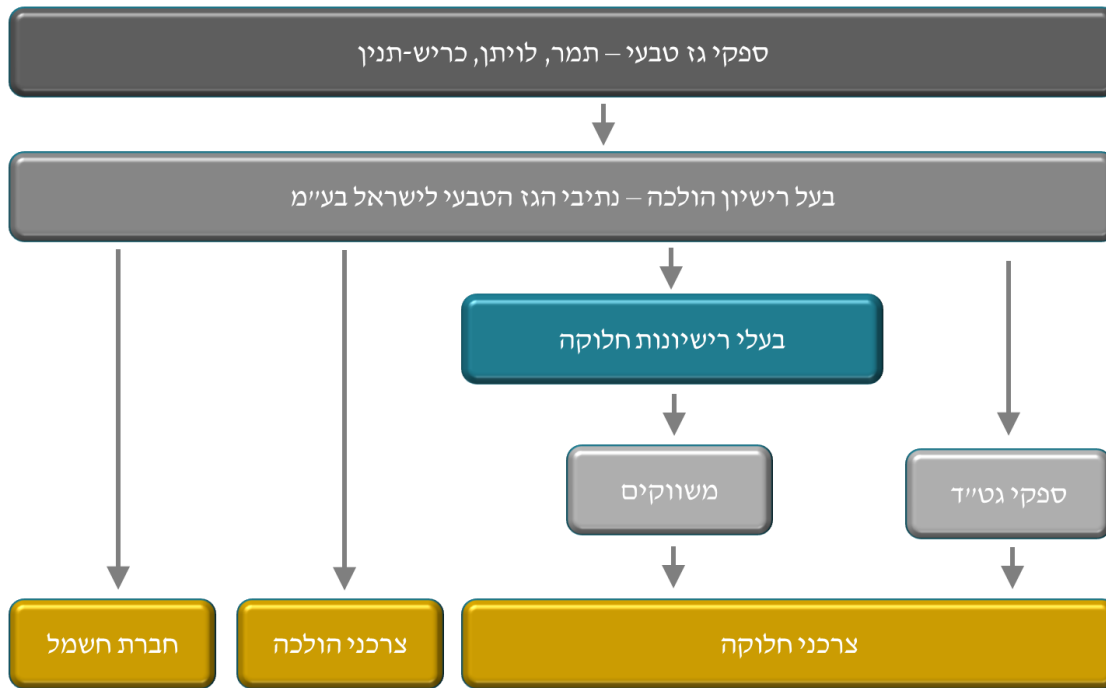 ספקי גז טבעי – תמר, לויתן, כריש-תנין
בעל רישיון הולכה – נתיבי הגז הטבעי לישראל בע״מ
בעלי רישיונות חלוקה
ספקי גט״ד
משווקים
צרכני חלוקה
צרכני הולכה
חברת חשמל